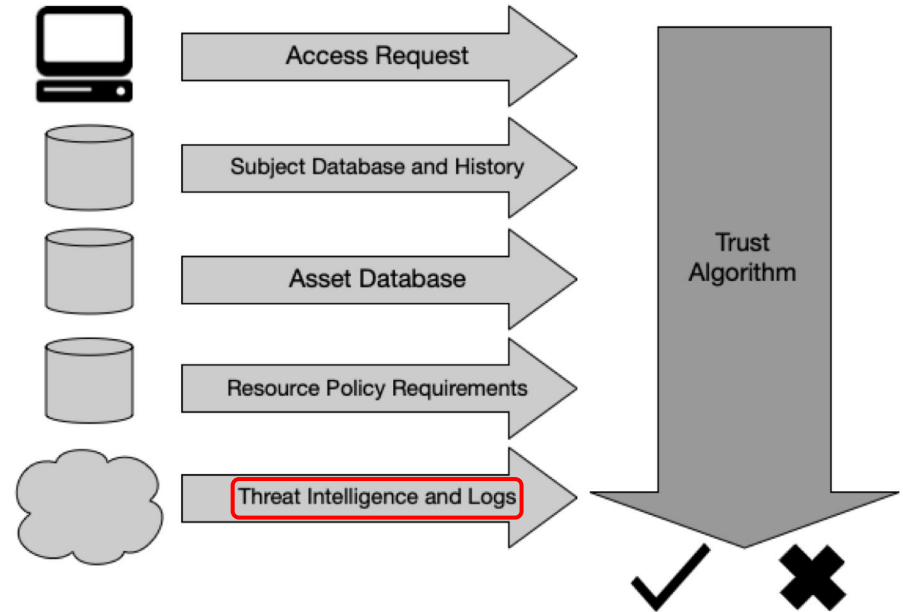 Access Request
Subject Database and History
Asset Database
Resource Policy Requirements
Threat Intelligence and Logs
Trust
Algorithm